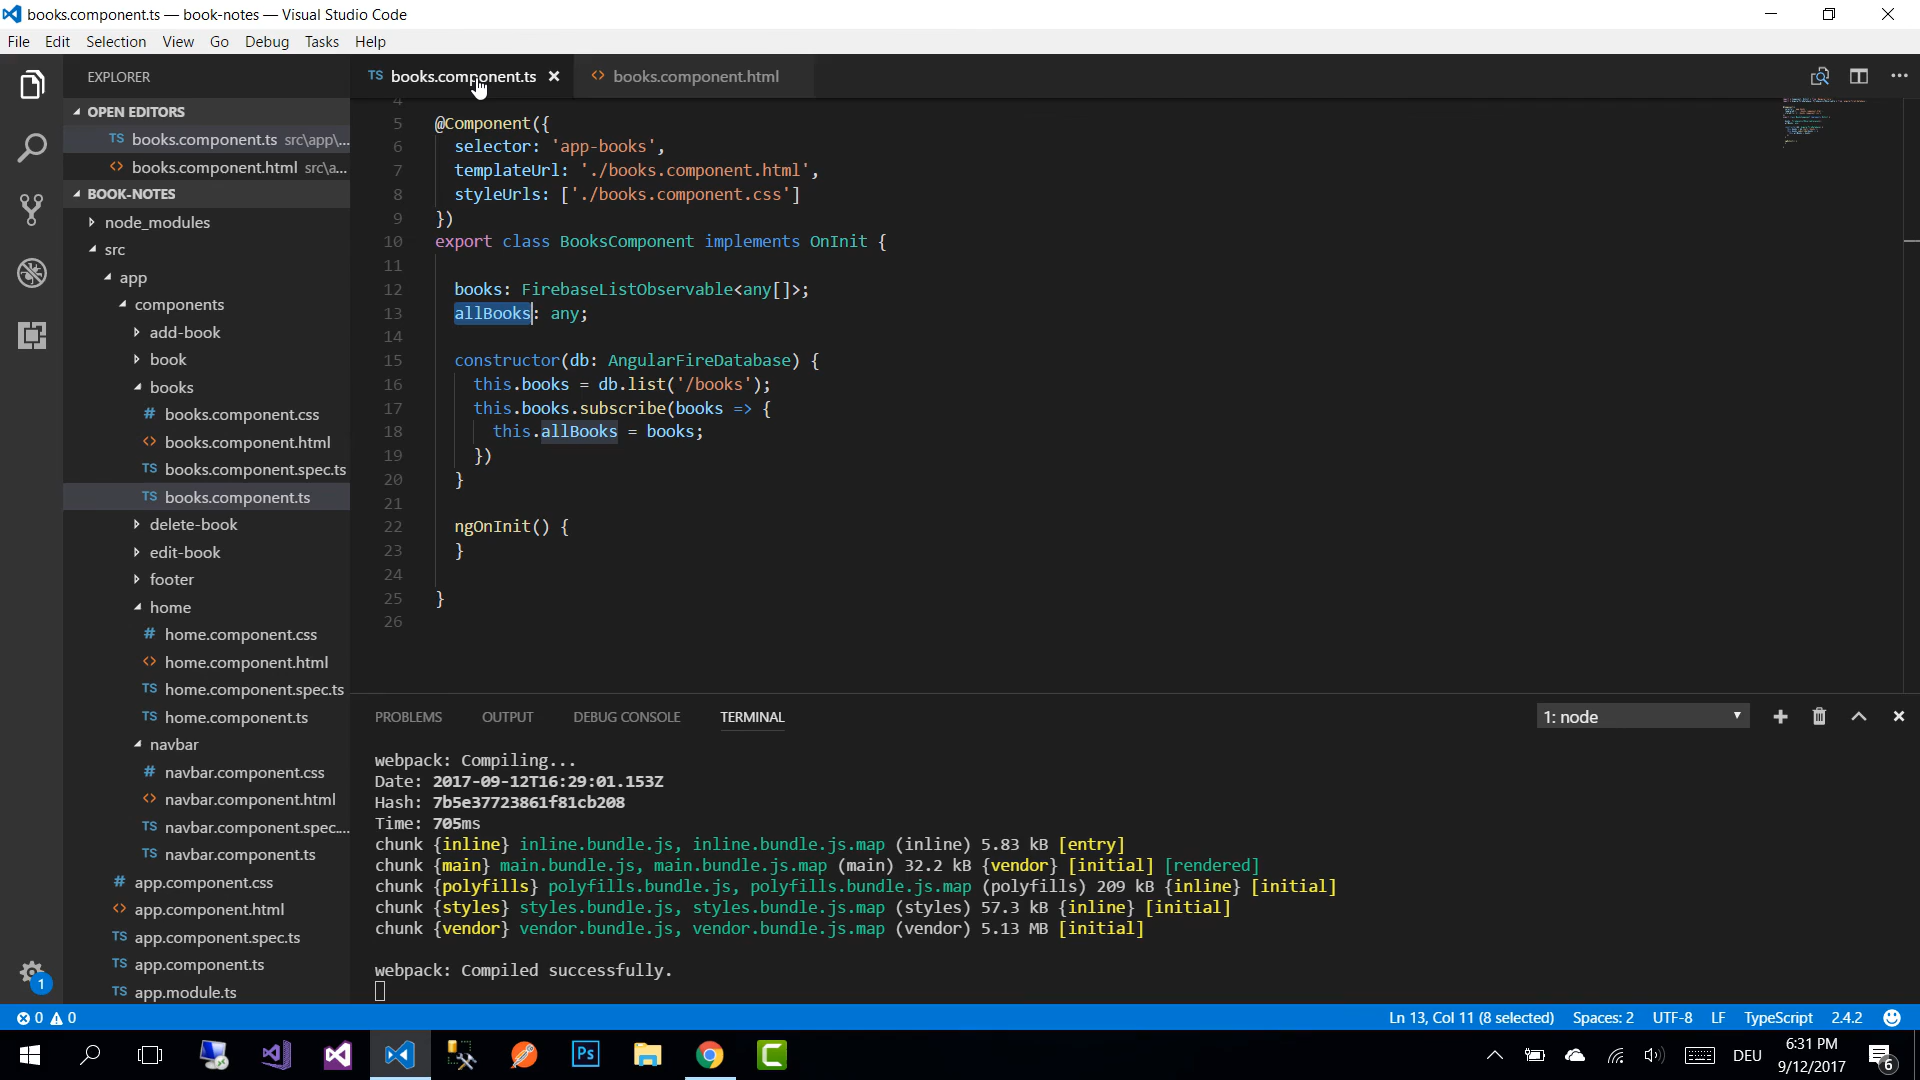 books.component.ts — book-notes — Visual Studio Code
File Edit Selection View Go Debug Tasks Help
EXPLORER
OPEN EDITORS
TS books.component.ts src\app\...
<> books.component.html src\a...
BOOK-NOTES
node_modules
src
app
components
add-book
book
books
# books.component.css
<> books.component.html
TS books.component.spec.ts
TS books.component.ts
delete-book
edit-book
footer
home
# home.component.css
<> home.component.html
TS home.component.spec.ts
TS home.component.ts
navbar
# navbar.component.css
<> navbar.component.html
TS navbar.component.spec....
TS navbar.component.ts
# app.component.css
<> app.component.html
TS app.component.spec.ts
TS app.component.ts
TS app.module.ts
1
TS books.component.ts
<> books.component.html
4
5 @Component({
6 selector: 'app-books',
7 templateUrl: './books.component.html',
8 styleUrls: ['./books.component.css']
9 })
10 export class BooksComponent implements OnInit {
11
12 books: FirebaseListObservable<any[]>;
13 allBooks: any;
14
15 constructor(db: AngularFireDatabase) {
16 this.books = db.list('/books');
17 this.books.subscribe(books => {
18 this.allBooks = books;
19 })
20 }
21
22 ngOnInit() {
23 }
24
25 }
26
PROBLEMS OUTPUT DEBUG CONSOLE TERMINAL
1: node
webpack: Compiling...
Date: 2017-09-12T16:29:01.153Z
Hash: 7b5e37723861f81cb208
Time: 705ms
chunk {inline} inline.bundle.js, inline.bundle.js.map (inline) 5.83 kB [entry]
chunk {main} main.bundle.js, main.bundle.js.map (main) 32.2 kB {vendor} [initial] [rendered]
chunk {polyfills} polyfills.bundle.js, polyfills.bundle.js.map (polyfills) 209 kB {inline} [initial]
chunk {styles} styles.bundle.js, styles.bundle.js.map (styles) 57.3 kB {inline} [initial]
chunk {vendor} vendor.bundle.js, vendor.bundle.js.map (vendor) 5.13 MB [initial]
webpack: Compiled successfully.
0 0
Ln 13, Col 11 (8 selected) Spaces: 2 UTF-8 LF TypeScript 2.4.2
Ps
DEU
6:31 PM
9/12/2017
6